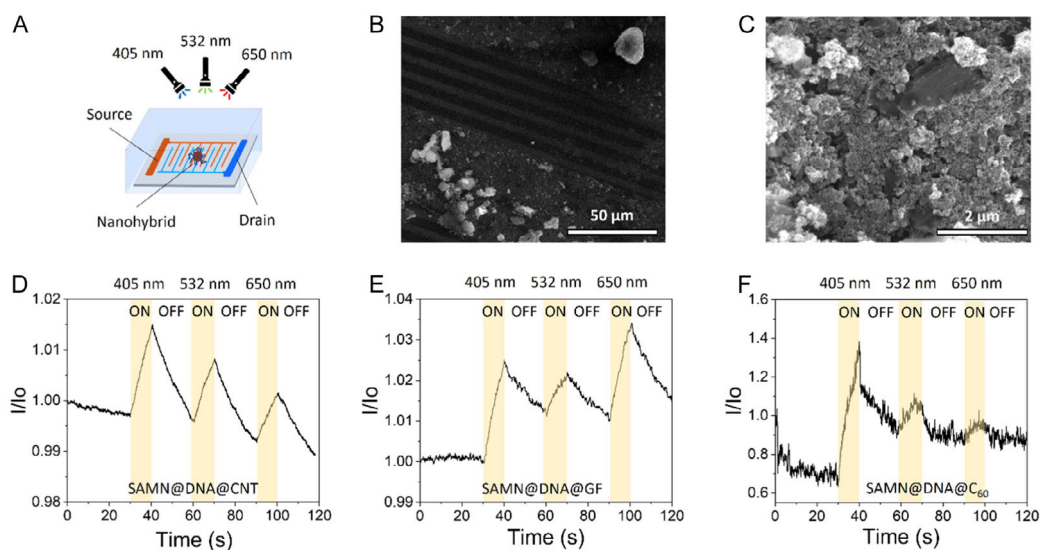 A
405 nm
532 nm
650 nm
Source
Nanohybrid
Drain
B
50 µm
C
2 µm
D
405 nm 532 nm 650 nm
ON OFF ON OFF ON OFF
1.02
1.01
1.00
0.99
0.98
I/Io
SAMN@DNA@CNT
0 20 40 60 80 100 120
Time (s)
E
405 nm 532 nm 650 nm
ON OFF ON OFF ON OFF
1.04
1.03
1.02
1.01
1.00
0.99
I/Io
SAMN@DNA@GF
0 20 40 60 80 100 120
Time (s)
F
405 nm 532 nm 650 nm
ON OFF ON OFF ON OFF
1.6
1.4
1.2
1.0
0.8
0.6
I/Io
SAMN@DNA@C₆₀
0 20 40 60 80 100 120
Time (s)